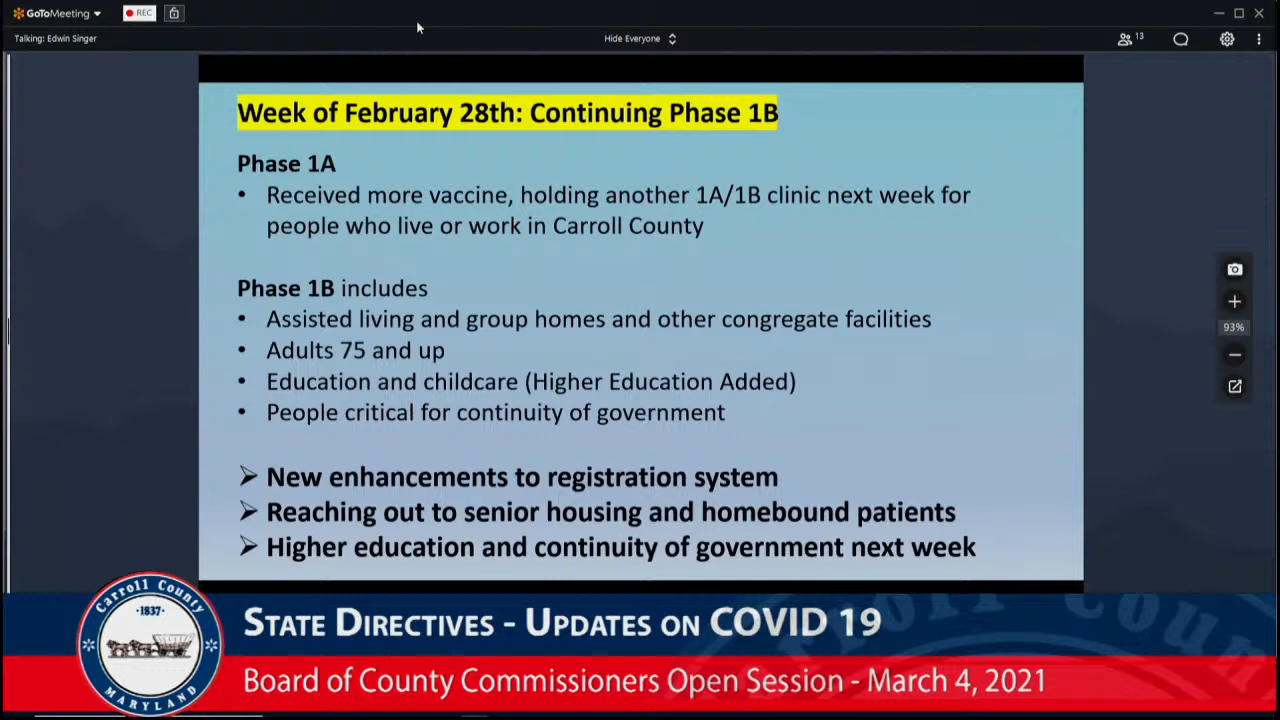 GoToMeeting
REC
Talking: Edwin Singer
Hide Everyone
13
Week of February 28th: Continuing Phase 1B
Phase 1A
• Received more vaccine, holding another 1A/1B clinic next week for
people who live or work in Carroll County
Phase 1B includes
• Assisted living and group homes and other congregate facilities
• Adults 75 and up
• Education and childcare (Higher Education Added)
• People critical for continuity of government
➢ New enhancements to registration system
➢ Reaching out to senior housing and homebound patients
➢ Higher education and continuity of government next week
93%
Carroll County
1837
MARYLAND
STATE DIRECTIVES - UPDATES ON COVID 19
Board of County Commissioners Open Session - March 4, 2021